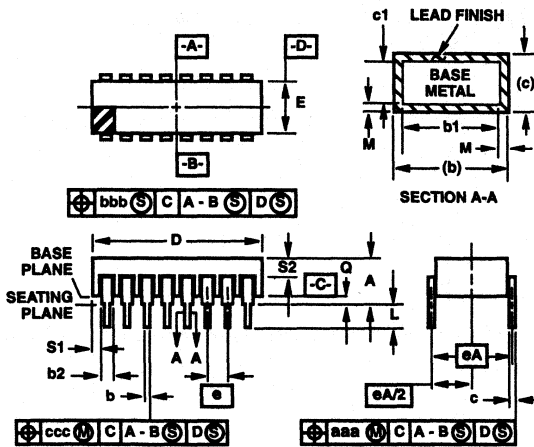 c1
LEAD FINISH
-A-
-D-
E
BASE
METAL
(c)
M
b1
M
(b)
-B-
SECTION A-A
⌖ bbb Ⓢ C A - B Ⓢ D Ⓢ
D
BASE
PLANE
S2
Q
A
-C-
SEATING
PLANE
L
S1
A A
eA
b2
e
eA/2
b
c
⌖ ccc Ⓜ C A - B Ⓢ D Ⓢ
⌖ aaa Ⓜ C A - B Ⓢ D Ⓢ